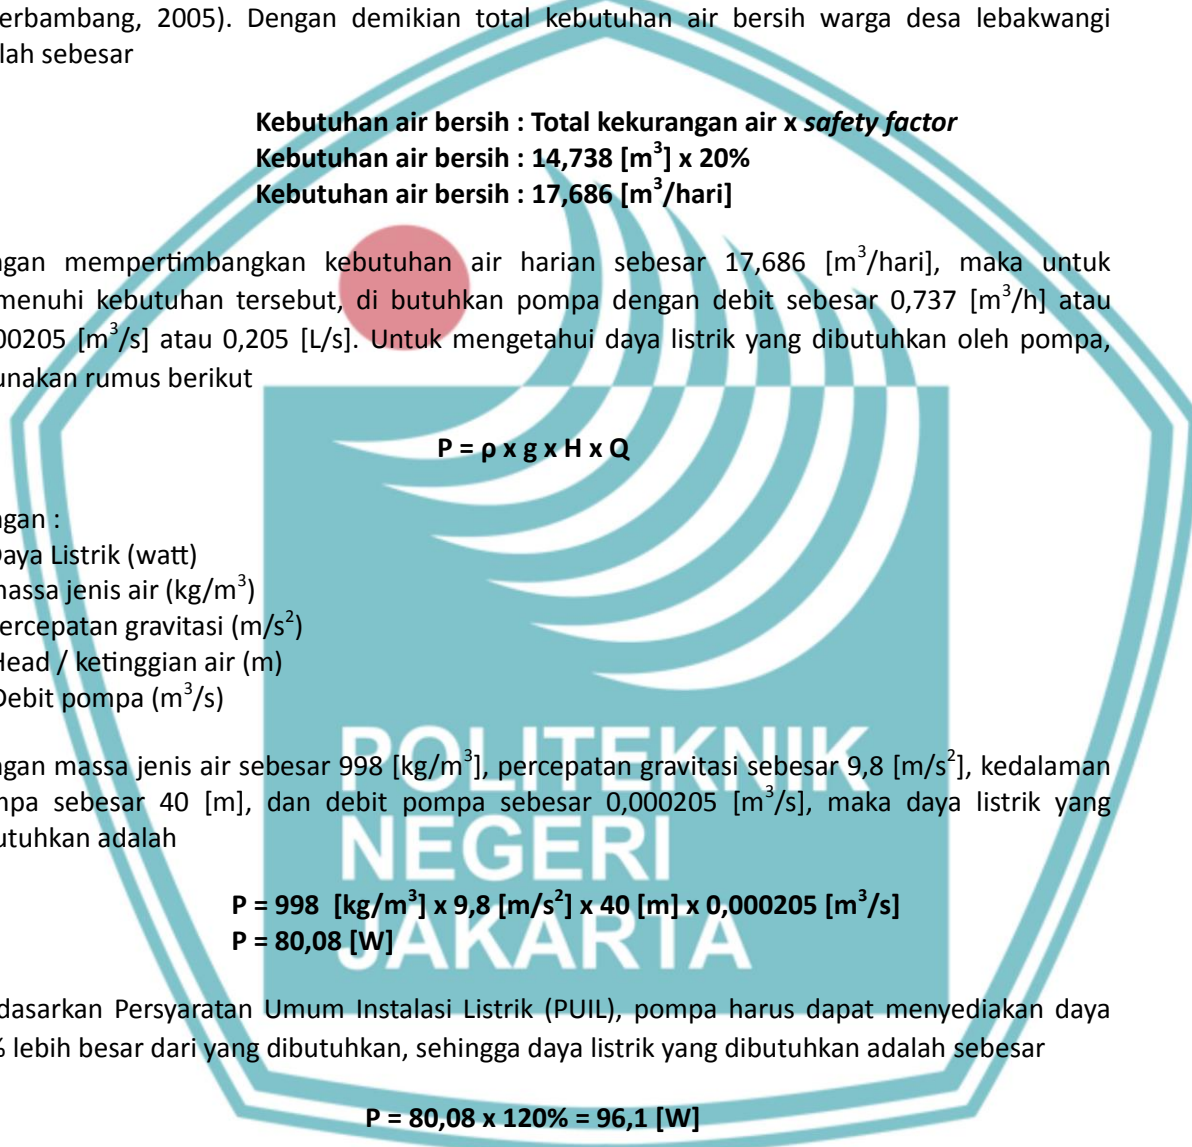 erbambang, 2005). Dengan demikian total kebutuhan air bersih warga desa lebakwangi
lah sebesar
Kebutuhan air bersih : Total kekurangan air x safety factor
Kebutuhan air bersih : 14,738 [m³] x 20%
Kebutuhan air bersih : 17,686 [m³/hari]
ngan mempertimbangkan kebutuhan air harian sebesar 17,686 [m³/hari], maka untuk
menuhi kebutuhan tersebut, di butuhkan pompa dengan debit sebesar 0,737 [m³/h] atau
00205 [m³/s] atau 0,205 [L/s]. Untuk mengetahui daya listrik yang dibutuhkan oleh pompa,
unakan rumus berikut
P = ρ x g x H x Q
ngan :
Daya Listrik (watt)
massa jenis air (kg/m³)
percepatan gravitasi (m/s²)
Head / ketinggian air (m)
Debit pompa (m³/s)
POLITEKNIK
NEGERI
JAKARTA
ngan massa jenis air sebesar 998 [kg/m³], percepatan gravitasi sebesar 9,8 [m/s²], kedalaman
mpa sebesar 40 [m], dan debit pompa sebesar 0,000205 [m³/s], maka daya listrik yang
utuhkan adalah
P = 998 [kg/m³] x 9,8 [m/s²] x 40 [m] x 0,000205 [m³/s]
P = 80,08 [W]
dasarkan Persyaratan Umum Instalasi Listrik (PUIL), pompa harus dapat menyediakan daya
% lebih besar dari yang dibutuhkan, sehingga daya listrik yang dibutuhkan adalah sebesar
P = 80,08 x 120% = 96,1 [W]